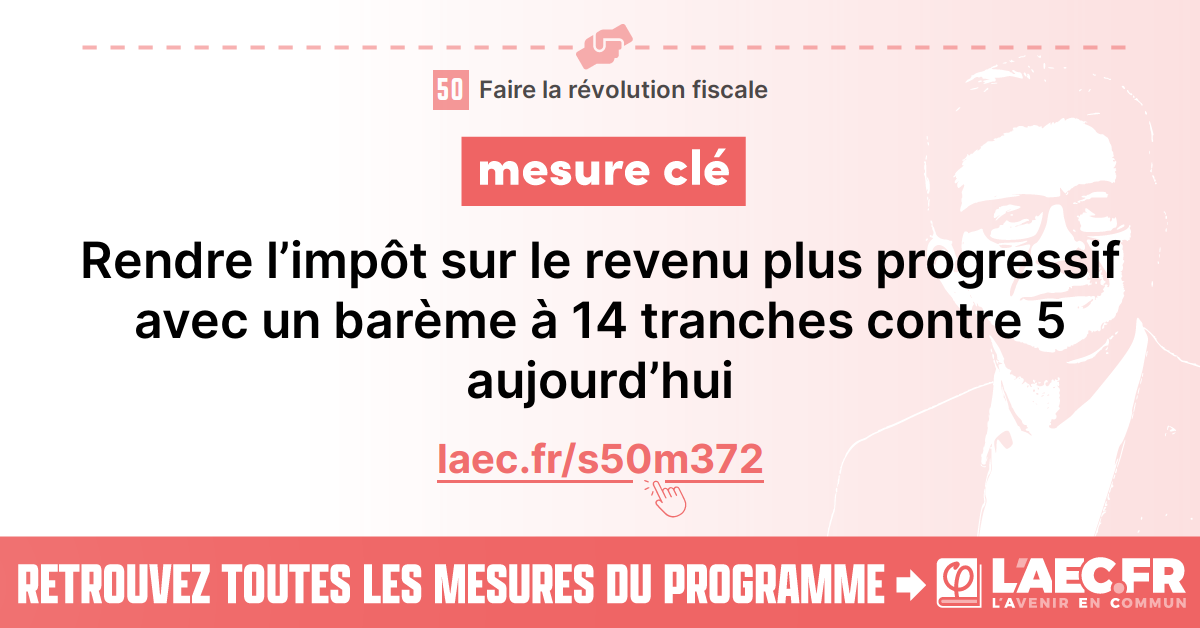 50 Faire la révolution fiscale
mesure clé
Rendre l’impôt sur le revenu plus progressif
avec un barème à 14 tranches contre 5
aujourd’hui
laec.fr/s50m372
RETROUVEZ TOUTES LES MESURES DU PROGRAMME
φ
L'AEC.FR
L'AVENIR EN COMMUN